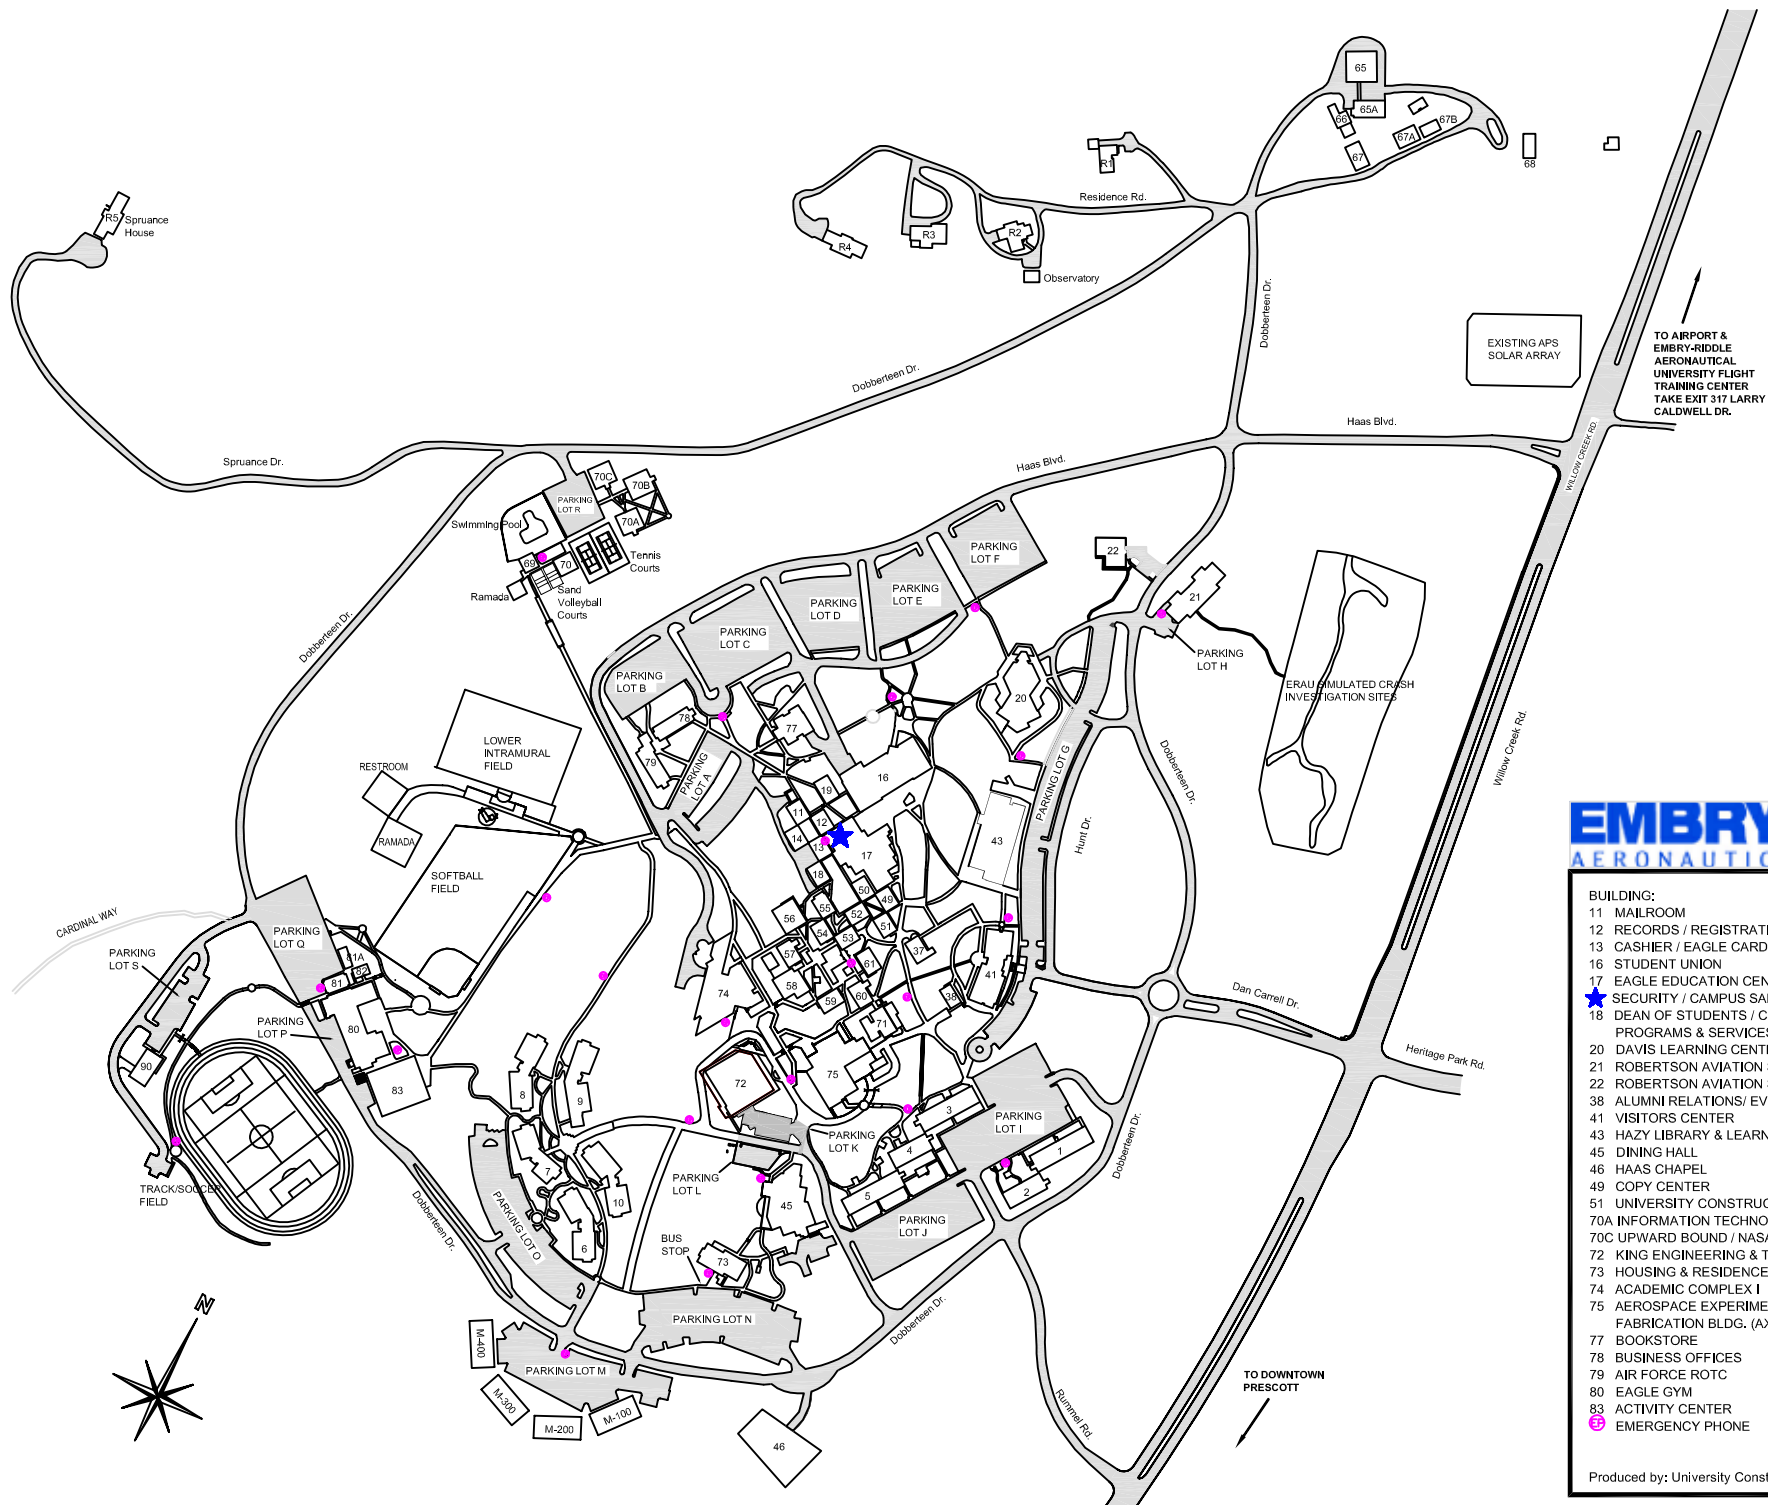 65
65A
66
67B
67A
67
68
R1
Residence Rd.
R5
Spruance
House
R4
R3
R2
Observatory
Dobberteen Dr.
EXISTING APS
SOLAR ARRAY
TO AIRPORT &
EMBRY-RIDDLE
AERONAUTICAL
UNIVERSITY FLIGHT
TRAINING CENTER
TAKE EXIT 317 LARRY
CALDWELL DR.
Dobberteen Dr.
Haas Blvd.
WILLOW CREEK RD.
Spruance Dr.
Haas Blvd.
70C
70B
PARKING
LOT R
70A
Swimming Pool
Tennis
Courts
69
70
Ramada
Sand
Volleyball
Courts
PARKING
LOT F
22
21
PARKING
LOT E
PARKING
LOT D
PARKING
LOT C
PARKING
LOT B
PARKING
LOT H
Dobberteen Dr.
ERAU SIMULATED CRASH
INVESTIGATION SITES
20
78
77
79
PARKING
LOT A
16
19
LOWER
INTRAMURAL
FIELD
RESTROOM
RAMADA
PARKING LOT G
Dobberteen Dr.
Willow Creek Rd.
Hunt Dr.
11
12
14
13
17
43
18
50
49
SOFTBALL
FIELD
55
52
56
51
54
53
CARDINAL WAY
PARKING
LOT Q
PARKING
LOT S
81A
82
81
57
61
37
41
58
59
60
38
74
71
Dan Carrell Dr.
Heritage Park Rd.
PARKING
LOT P
80
90
83
72
75
8
9
3
PARKING
LOT I
PARKING
LOT K
4
1
7
PARKING
LOT L
Dobberteen Dr.
TRACK/SOCCER
FIELD
Dobberteen Dr.
10
5
2
45
PARKING
LOT J
PARKING LOT O
6
BUS
STOP
73
N
PARKING LOT N
Dobberteen Dr.
M-400
PARKING LOT M
M-300
M-200
M-100
46
TO DOWNTOWN
PRESCOTT
Rummel Rd.
EMBRY
AERONAUTIC
BUILDING:
11 MAILROOM
12 RECORDS / REGISTRATI
13 CASHIER / EAGLE CARD
16 STUDENT UNION
17 EAGLE EDUCATION CEN
SECURITY / CAMPUS SA
18 DEAN OF STUDENTS / C
PROGRAMS & SERVICES
20 DAVIS LEARNING CENT
21 ROBERTSON AVIATION
22 ROBERTSON AVIATION
38 ALUMNI RELATIONS/ EV
41 VISITORS CENTER
43 HAZY LIBRARY & LEARN
45 DINING HALL
46 HAAS CHAPEL
49 COPY CENTER
51 UNIVERSITY CONSTRUC
70A INFORMATION TECHNO
70C UPWARD BOUND / NASA
72 KING ENGINEERING & T
73 HOUSING & RESIDENCE
74 ACADEMIC COMPLEX I
75 AEROSPACE EXPERIME
FABRICATION BLDG. (AX
77 BOOKSTORE
78 BUSINESS OFFICES
79 AIR FORCE ROTC
80 EAGLE GYM
83 ACTIVITY CENTER
EP EMERGENCY PHONE
Produced by: University Const